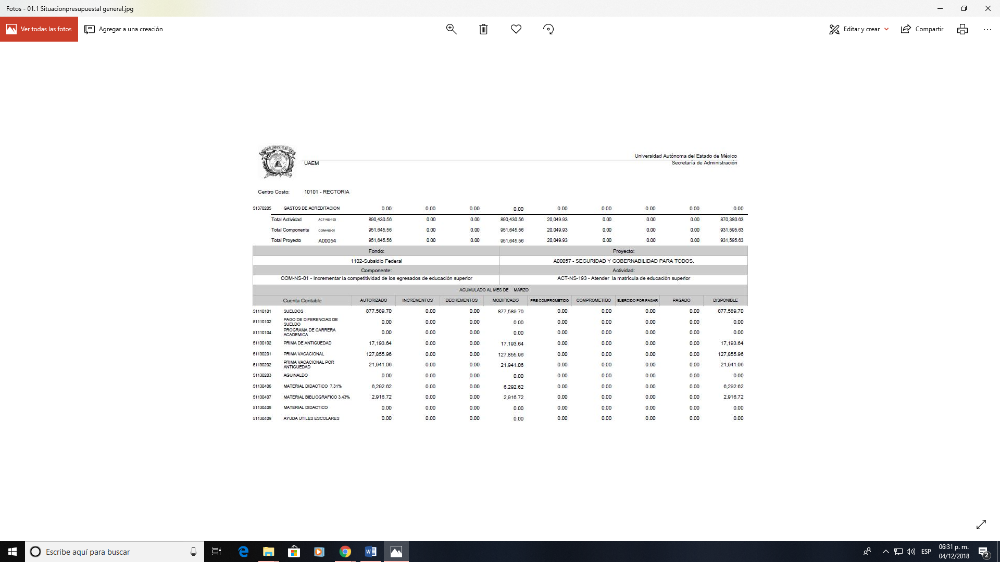 Fotos - 01.1 Situacionpresupuestal general.jpg
Ver todas las fotos Agregar a una creación Editar y crear Compartir
Universidad Autónoma del Estado de México
UAEM Secretaría de Administración
Centro Costo: 10101 - RECTORIA
51370205 GASTOS DE ACREDITACION 0.00 0.00 0.00 0.00 0.00 0.00 0.00 0.00 0.00
Total Actividad ACT-NS-193 890,430.56 0.00 0.00 890,430.56 20,049.93 0.00 0.00 0.00 870,380.63
Total Componente COM-NS-01 951,645.56 0.00 0.00 951,645.56 20,049.93 0.00 0.00 0.00 931,595.63
Total Proyecto A00054 951,645.56 0.00 0.00 951,645.56 20,049.93 0.00 0.00 0.00 931,595.63
Fondo: Proyecto:
1102-Subsidio Federal A00057 - SEGURIDAD Y GOBERNABILIDAD PARA TODOS.
Componente: Actividad:
COM-NS-01 - Incrementar la competitividad de los egresados de educación superior ACT-NS-193 - Atender la matrícula de educación superior
ACUMULADO AL MES DE MARZO
Cuenta Contable AUTORIZADO INCREMENTOS DECREMENTOS MODIFICADO PRE COMPROMETIDO COMPROMETIDO EJERCIDO POR PAGAR PAGADO DISPONIBLE
51110101 SUELDOS 877,589.70 0.00 0.00 877,589.70 0.00 0.00 0.00 0.00 877,589.70
51110102 PAGO DE DIFERENCIAS DE SUELDO 0.00 0.00 0.00 0.00 0.00 0.00 0.00 0.00 0.00
51110104 PROGRAMA DE CARRERA ACADEMICA 0.00 0.00 0.00 0.00 0.00 0.00 0.00 0.00 0.00
51130102 PRIMA DE ANTIGÜEDAD 17,193.64 0.00 0.00 17,193.64 0.00 0.00 0.00 0.00 17,193.64
51130201 PRIMA VACACIONAL 127,855.96 0.00 0.00 127,855.96 0.00 0.00 0.00 0.00 127,855.96
51130202 PRIMA VACACIONAL POR ANTIGÜEDAD 21,941.06 0.00 0.00 21,941.06 0.00 0.00 0.00 0.00 21,941.06
51130203 AGUINALDO 0.00 0.00 0.00 0.00 0.00 0.00 0.00 0.00 0.00
51130406 MATERIAL DIDACTICO 7.31% 6,292.62 0.00 0.00 6,292.62 0.00 0.00 0.00 0.00 6,292.62
51130407 MATERIAL BIBLIOGRAFICO 3.43% 2,916.72 0.00 0.00 2,916.72 0.00 0.00 0.00 0.00 2,916.72
51130408 MATERIAL DIDACTICO 0.00 0.00 0.00 0.00 0.00 0.00 0.00 0.00 0.00
51130409 AYUDA UTILES ESCOLARES 0.00 0.00 0.00 0.00 0.00 0.00 0.00 0.00 0.00
Escribe aquí para buscar ESP 06:31 p. m.
04/12/2018 2